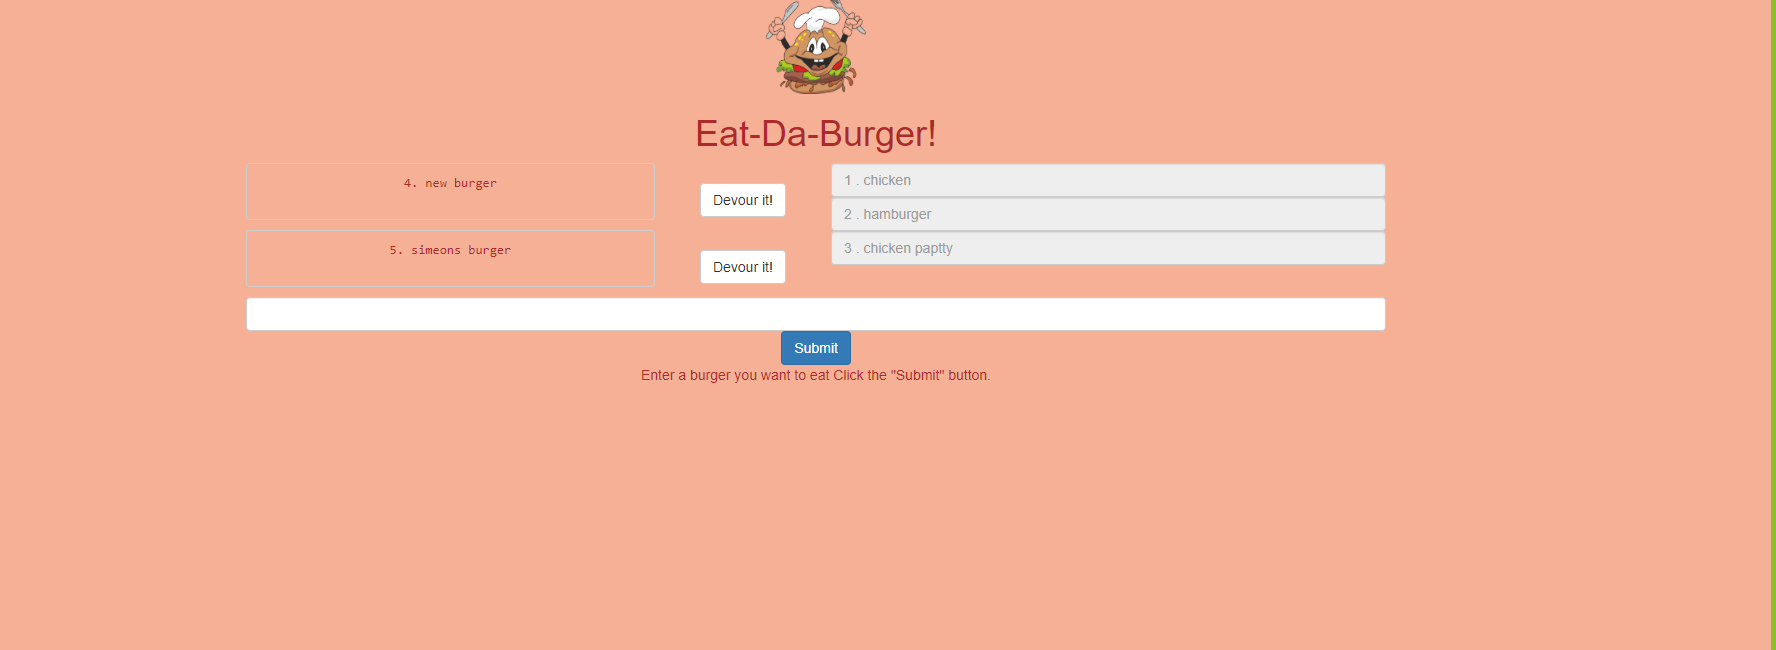 Eat-Da-Burger!
4. new burger
Devour it!
5. simeons burger
Devour it!
1 . chicken
2 . hamburger
3 . chicken paptty
Submit
Enter a burger you want to eat Click the "Submit" button.